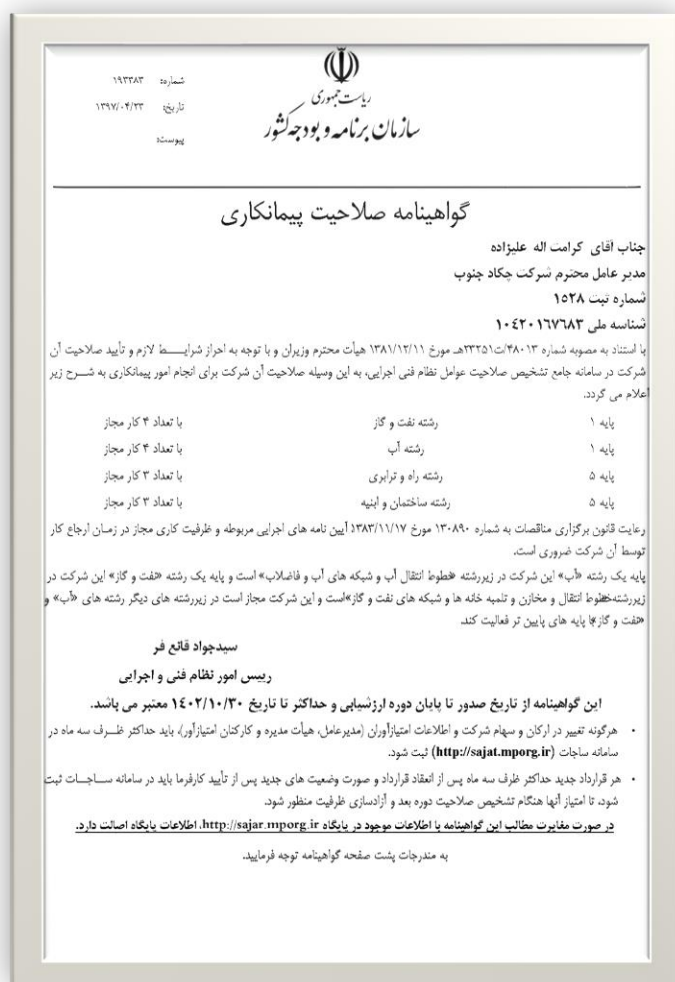 ریاست جمهوری
سازمان برنامه و بودجه کشور
شماره: ۱۹۳۳۸۳
تاریخ: ۱۳۹۷/۰۴/۲۳
پیوست:
گواهینامه صلاحیت پیمانکاری
جناب آقای کرامت اله علیزاده
مدیر عامل محترم شرکت چکاد جنوب
شماره ثبت ۱۵۲۸
شناسه ملی ۱۰٤۲۰۱٦۷٦۸۳
با استناد به مصوبه شماره ۴۸۰۱۳/ت۲۳۲۵۱هـ مورخ ۱۳۸۱/۱۲/۱۱ هیأت محترم وزیران و با توجه به احراز شرایـــط لازم و تأیید صلاحیت آن
شرکت در سامانه جامع تشخیص صلاحیت عوامل نظام فنی اجرایی، به این وسیله صلاحیت آن شرکت برای انجام امور پیمانکاری به شـــرح زیر
اعلام می گردد.
پایه ۱ رشته نفت و گاز با تعداد ۴ کار مجاز
پایه ۱ رشته آب با تعداد ۴ کار مجاز
پایه ۵ رشته راه و ترابری با تعداد ۳ کار مجاز
پایه ۵ رشته ساختمان و ابنیه با تعداد ۳ کار مجاز
رعایت قانون برگزاری مناقصات به شماره ۱۳۰۸۹۰ مورخ ۱۳۸۳/۱۱/۱۷ آیین نامه های اجرایی مربوطه و ظرفیت کاری مجاز در زمـان ارجاع کار
توسط آن شرکت ضروری است.
پایه یک رشته «آب» این شرکت در زیررشته «خطوط انتقال آب و شبکه های آب و فاضلاب» است و پایه یک رشته «نفت و گاز» این شرکت در
زیررشته«خطوط انتقال و مخازن و تلمبه خانه ها و شبکه های نفت و گاز»است و این شرکت مجاز است در زیررشته های دیگر رشته های «آب» و
«نفت و گاز»با پایه های پایین تر فعالیت کند.
سیدجواد قانع فر
رییس امور نظام فنی و اجرایی
این گواهینامه از تاریخ صدور تا پایان دوره ارزشیابی و حداکثر تا تاریخ ۱٤۰۲/۱۰/۳۰ معتبر می باشد.
• هرگونه تغییر در ارکان و سهام شرکت و اطلاعات امتیازآوران (مدیرعامل، هیأت مدیره و کارکنان امتیازآور)، باید حداکثر ظــرف سه ماه در
سامانه ساجات (http://sajat.mporg.ir) ثبت شود.
• هر قرارداد جدید حداکثر ظرف سه ماه پس از انعقاد قرارداد و صورت وضعیت های جدید پس از تأیید کارفرما باید در سامانه ســاجــات ثبت
شود، تا امتیاز آنها هنگام تشخیص صلاحیت دوره بعد و آزادسازی ظرفیت منظور شود.
در صورت مغایرت مطالب این گواهینامه با اطلاعات موجود در پایگاه http://sajar.mporg.ir، اطلاعات پایگاه اصالت دارد.
به مندرجات پشت صفحه گواهینامه توجه فرمایید.